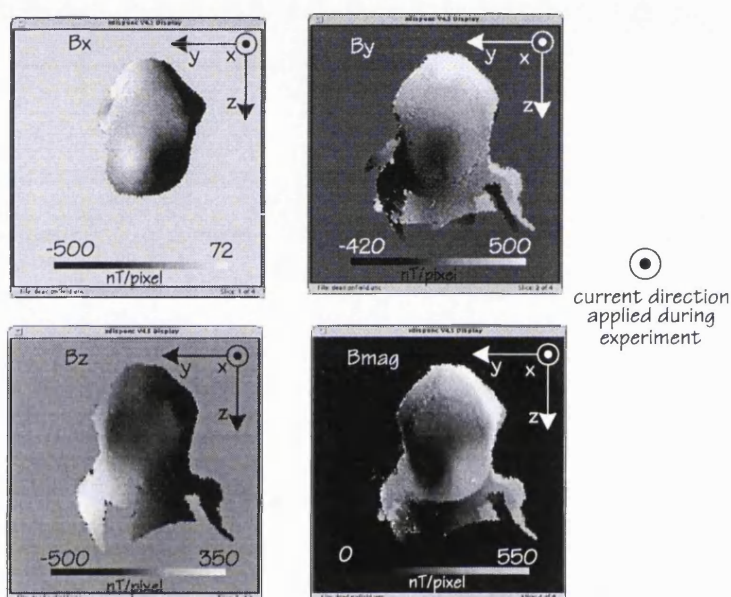 Bx
y
x
z
-500 72
nT/pixel
By
y
x
z
-420 500
nT/pixel
current direction
applied during
experiment
Bz
y
x
z
-500 350
nT/pixel
Bmag
y
x
z
0 550
nT/pixel